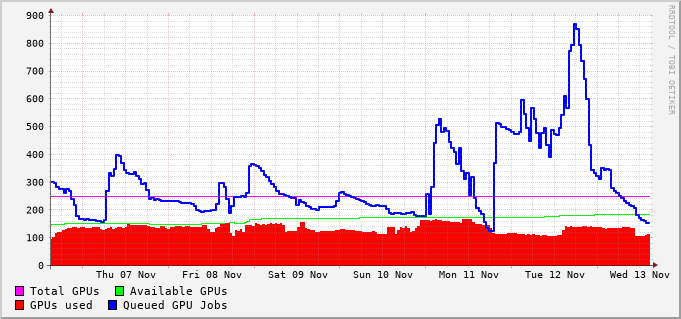 900
800
700
600
500
400
300
200
100
0
Thu 07 Nov Fri 08 Nov Sat 09 Nov Sun 10 Nov Mon 11 Nov Tue 12 Nov Wed 13 Nov
Total GPUs Available GPUs
GPUs used Queued GPU Jobs
RRDTOOL / TOBI OETIKER